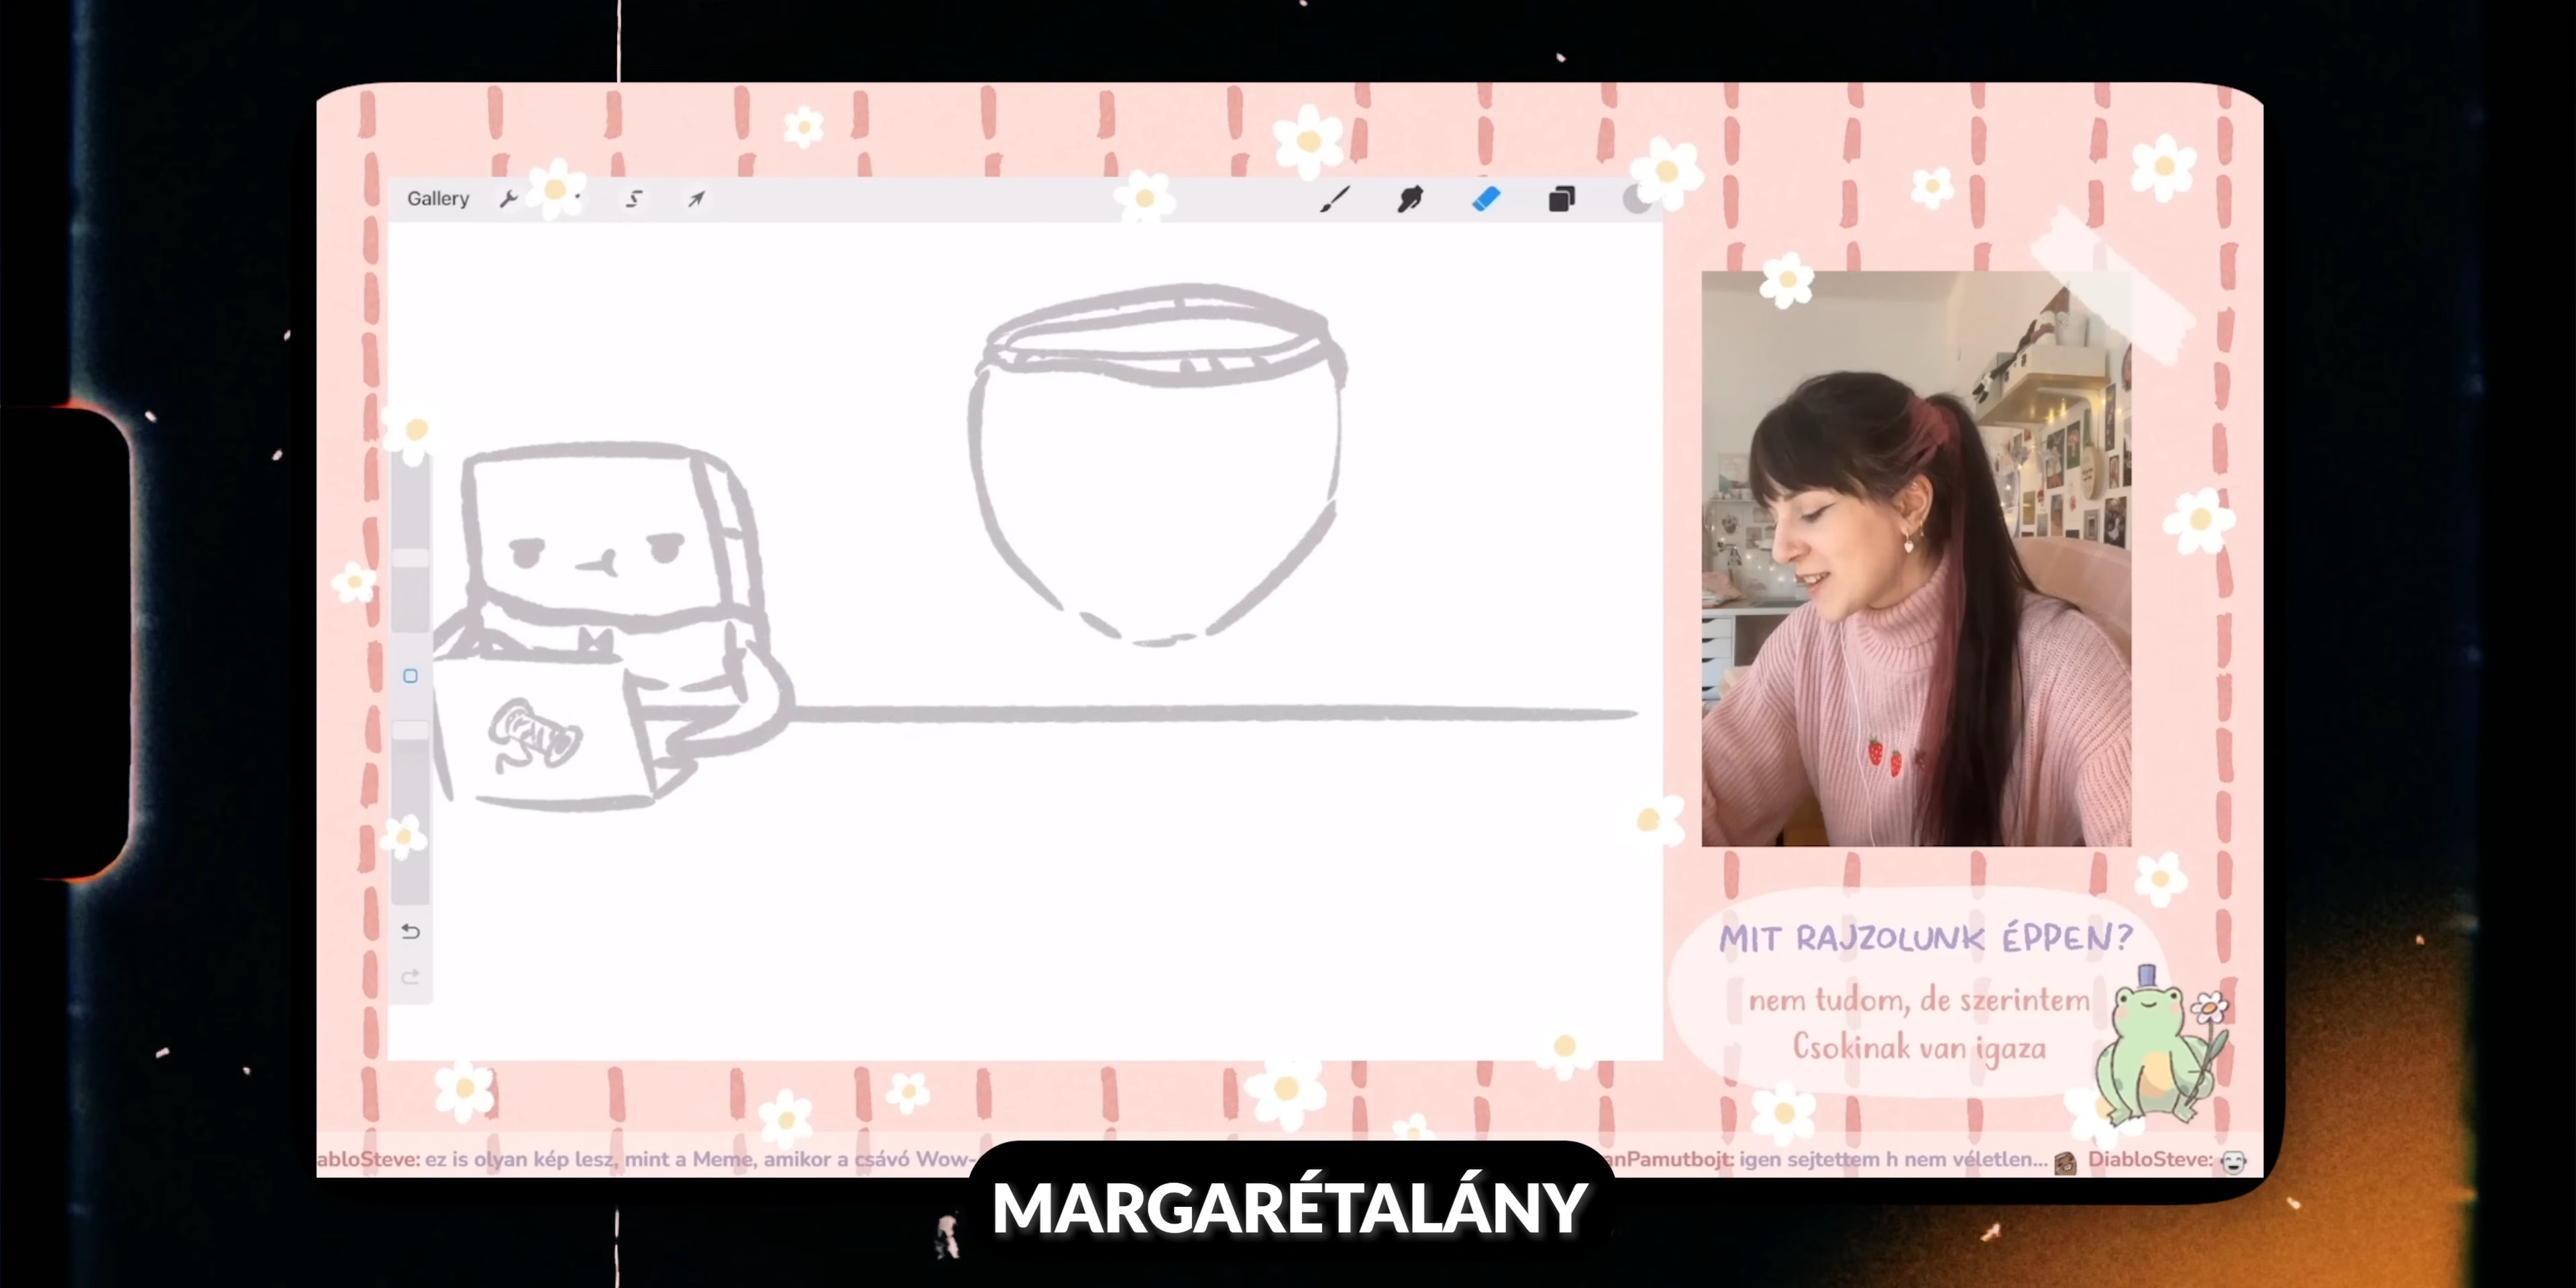 Gallery
MIT RAJZOLUNK ÉPPEN?
nem tudom, de szerintem
Csokinak van igaza
abloSteve: ez is olyan kép lesz, mint a Meme, amikor a csávó Wow-
anPamutbojt: igen sejtettem h nem véletlen... DiabloSteve:
MARGARÉTALÁNY